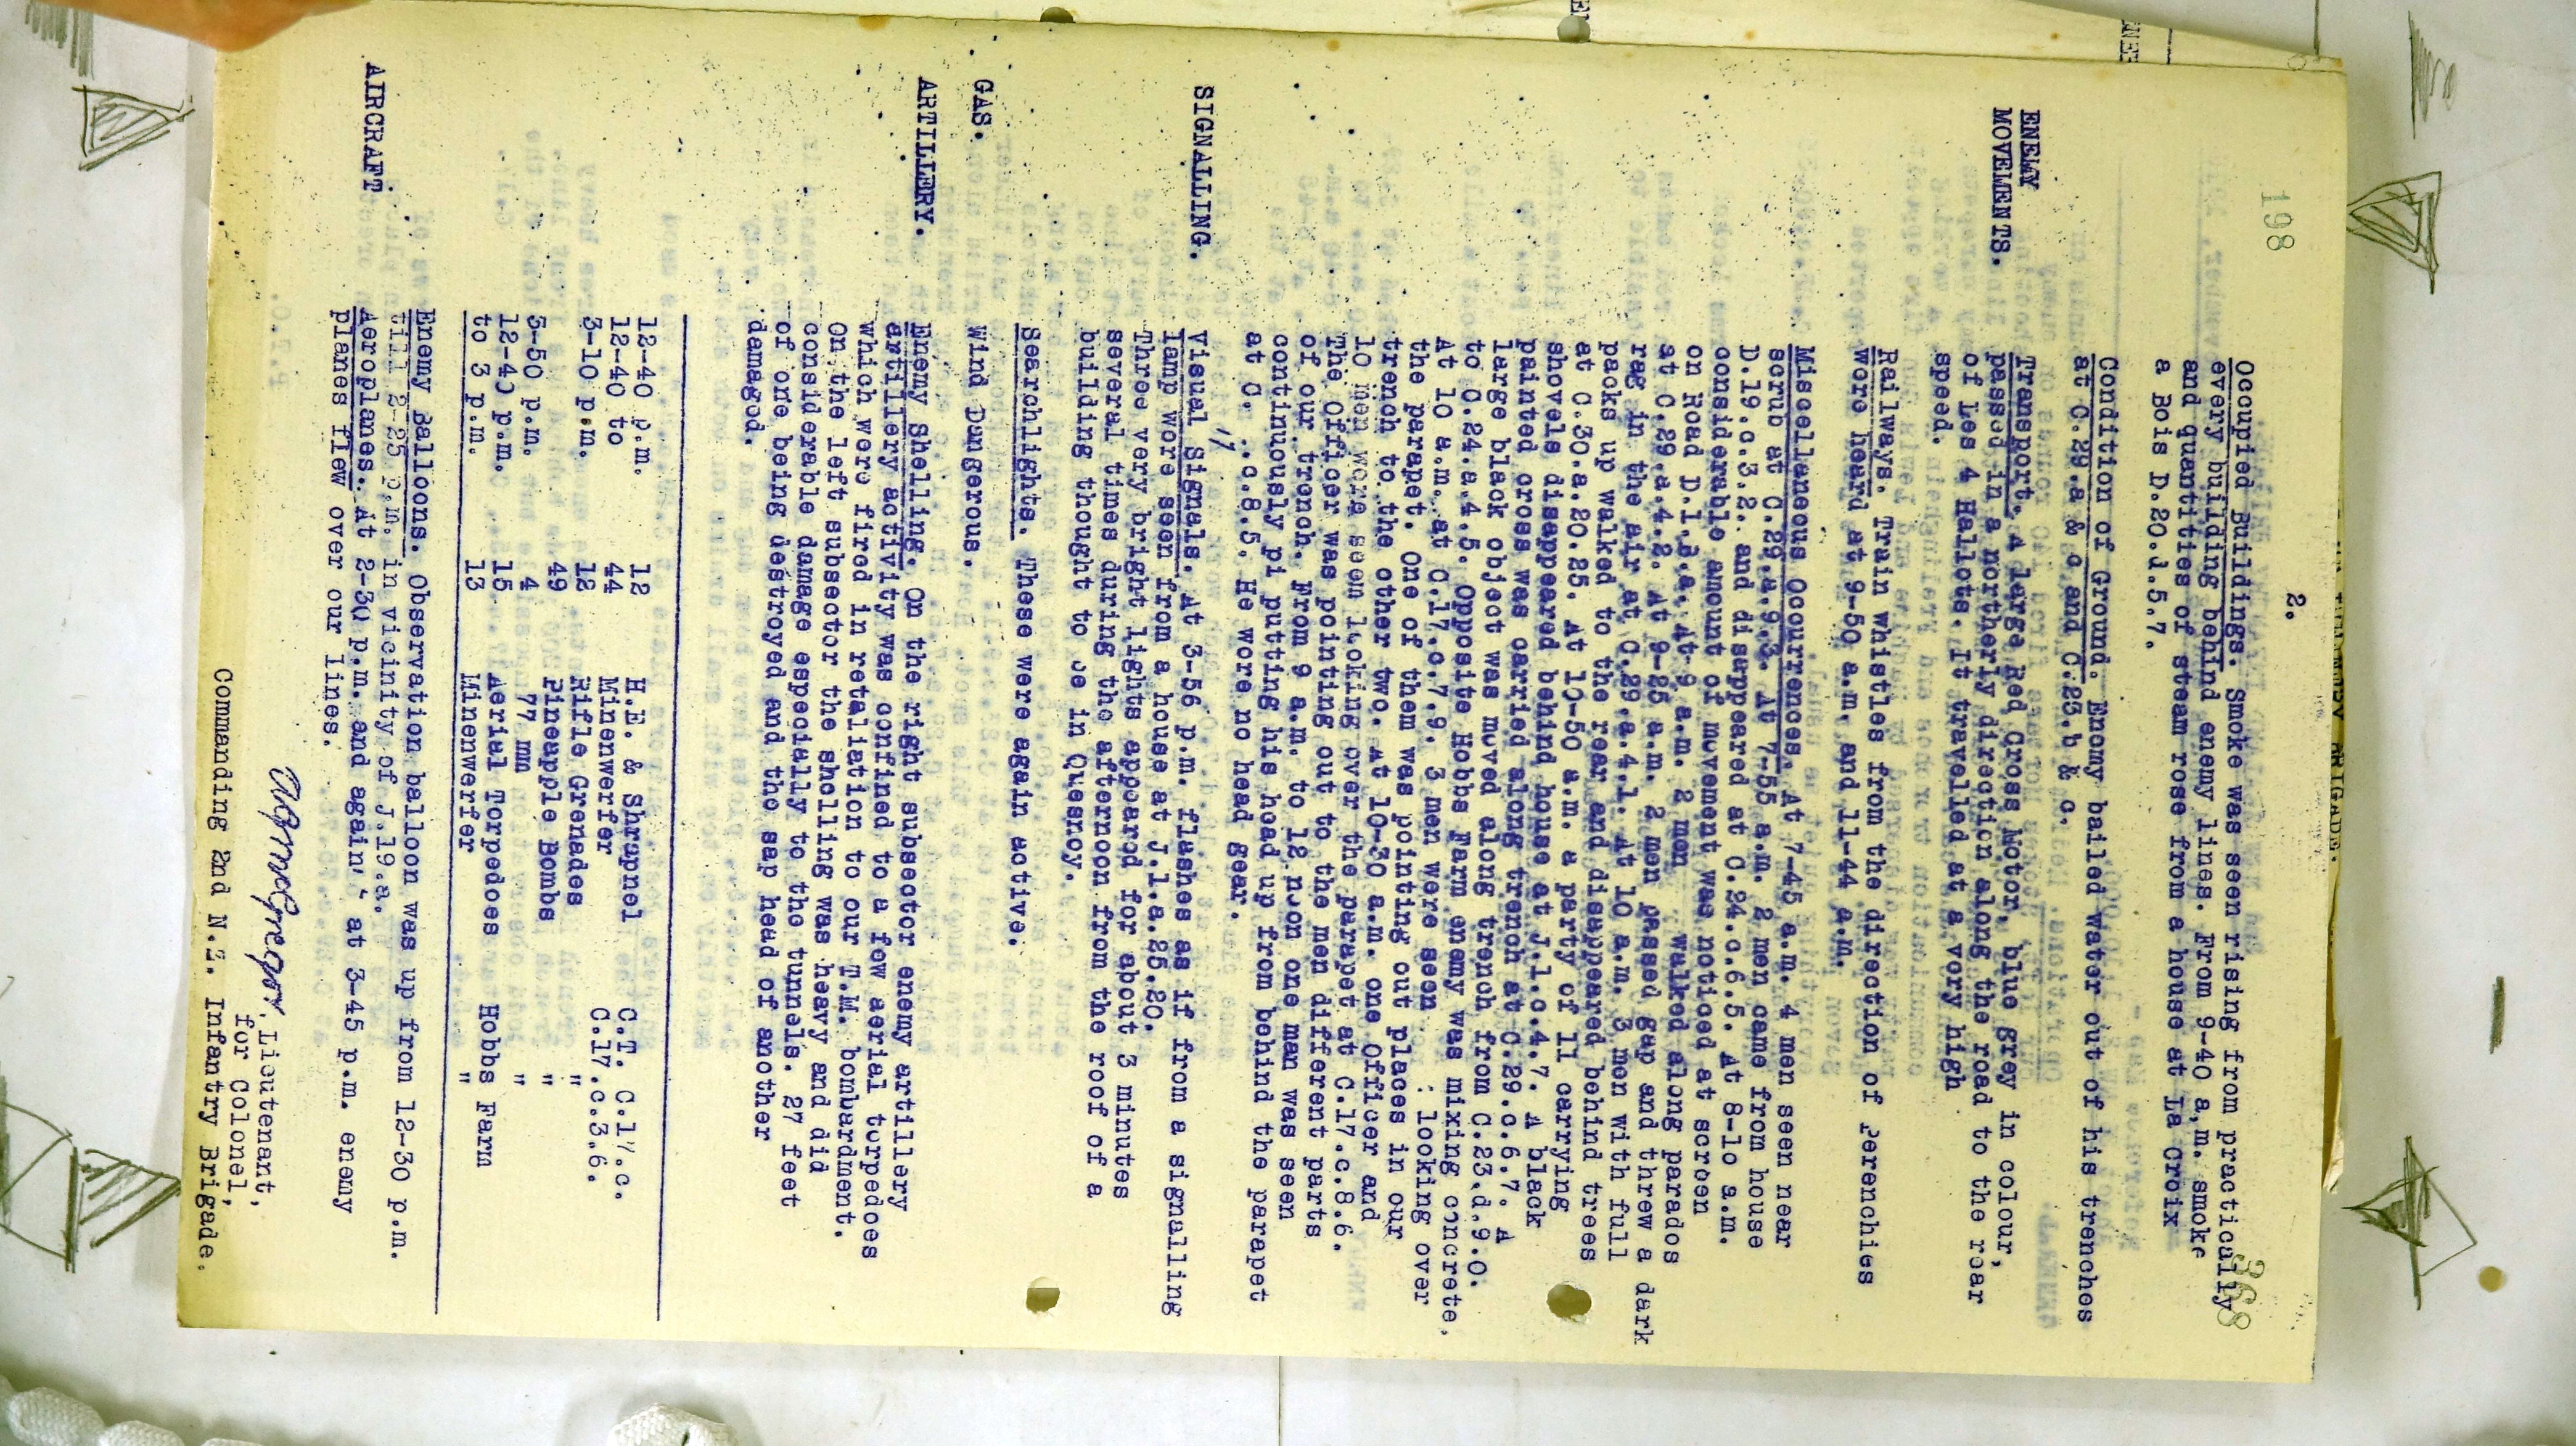 198
368
2.
Occupied Buildings. Smoke was seen rising from practically
every building behind enemy lines. From 9-40 a,m. smoke
and quantities of steam rose from a house at La Croix
a Bois D.20.d.5.7.
Condition of Ground. Enemy bailed water out of his trenches
at C.29.a & c and C.23.b & c.
ENEMY
MOVEMENTS.
Transport. A large Red Cross Motor, blue grey in colour,
passed in a northerly direction along the road to the rear
of Les 4 Hallots. It travelled at a very high
speed.
Railways. Train whistles from the direction of Perenchies
were heard at 9-50 a.m. and 11-44 a.m.
Miscellaneous Occurrences. At 7-45 a.m. 4 men seen near
scrub at C.29.a.9.3. At 7-55 a.m. 2 men came from house
D.19.c.3.2. and disappeared at C.24.c.6.5. At 8-10 a.m.
considerable amount of movement was noticed at screen
on Road D.1.3.a. At 9 a.m. 2 men walked along parados
at C.29.a.4.2. At 9-25 a.m. 2 men passed gap and threw a dark
rag in the air at C.29.a.4.1. At 10 a.m. 3 men with full
packs up walked to the rear and disappeared behind trees
at C.30.a.20.25. At 10-50 a.m. a party of 11 carrying
shovels disappeared behind house at J.1.c.4.7. A black
painted cross was carried along trench at C.29.c.6.7. A
large black object was moved along trench from C.23.d.9.0.
to C.24.a.4.5. Opposite Hobbs Farm enemy was mixing concrete.
At 10 a.m. at C.17.c.7.9. 3 men were seen looking over
the parapet. One of them was pointing out places in our
trench to the other two. At 10-30 a.m. one Officer and
10 men were seen looking over the parapet at C.17.c.8.6.
The Officer was pointing out to the men different parts
of our trench. From 9 a.m. to 12 noon one man was seen
continuously putting his head up from behind the parapet
at C. .c.8.5. He wore no head gear.
SIGNALLING.
Visual Signals. At 3-56 p.m. flashes as if from a signalling
lamp were seen from a house at J.1.a.25.20.
Three very bright lights appeared for about 3 minutes
several times during the afternoon from the roof of a
building thought to be in Quesnoy.
Searchlights. These were again active.
GAS.
Wind Dungerous.
ARTILLERY.
Enemy Shelling. On the right subsector enemy artillery
artillery activity was confined to a few aerial torpedoes
which were fired in retaliation to our T.M. bombardment.
On the left subsector the shelling was heavy and did
considerable damage especially to the tunnels. 27 feet
of one being destroyed and the sap head of another
damaged.
12-40 p.m. 12 H.E. & Shrapnel C.T. C.17.c.
12-40 to 44 Minewerfer C.17.c.3.6.
3-10 p.m. 12 Rifle Grenades "
49 Pineapple Bombs "
5-50 p.m. 4 77 mm "
12-40 p.m. 15 Aerial Torpedoes Hobbs Farm
to 3 p.m. 13 Minenwerfer "
AIRCRAFT
Enemy Balloons. Observation balloon was up from 12-30 p.m.
till 2-25 p.m. in vicinity of J.19.a.
Aeroplanes. At 2-30 p.m. and again at 3-45 p.m. enemy
planes flew over our lines.
Lieutenant,
for Colonel,
Commanding 2nd N.Z. Infantry Brigade.